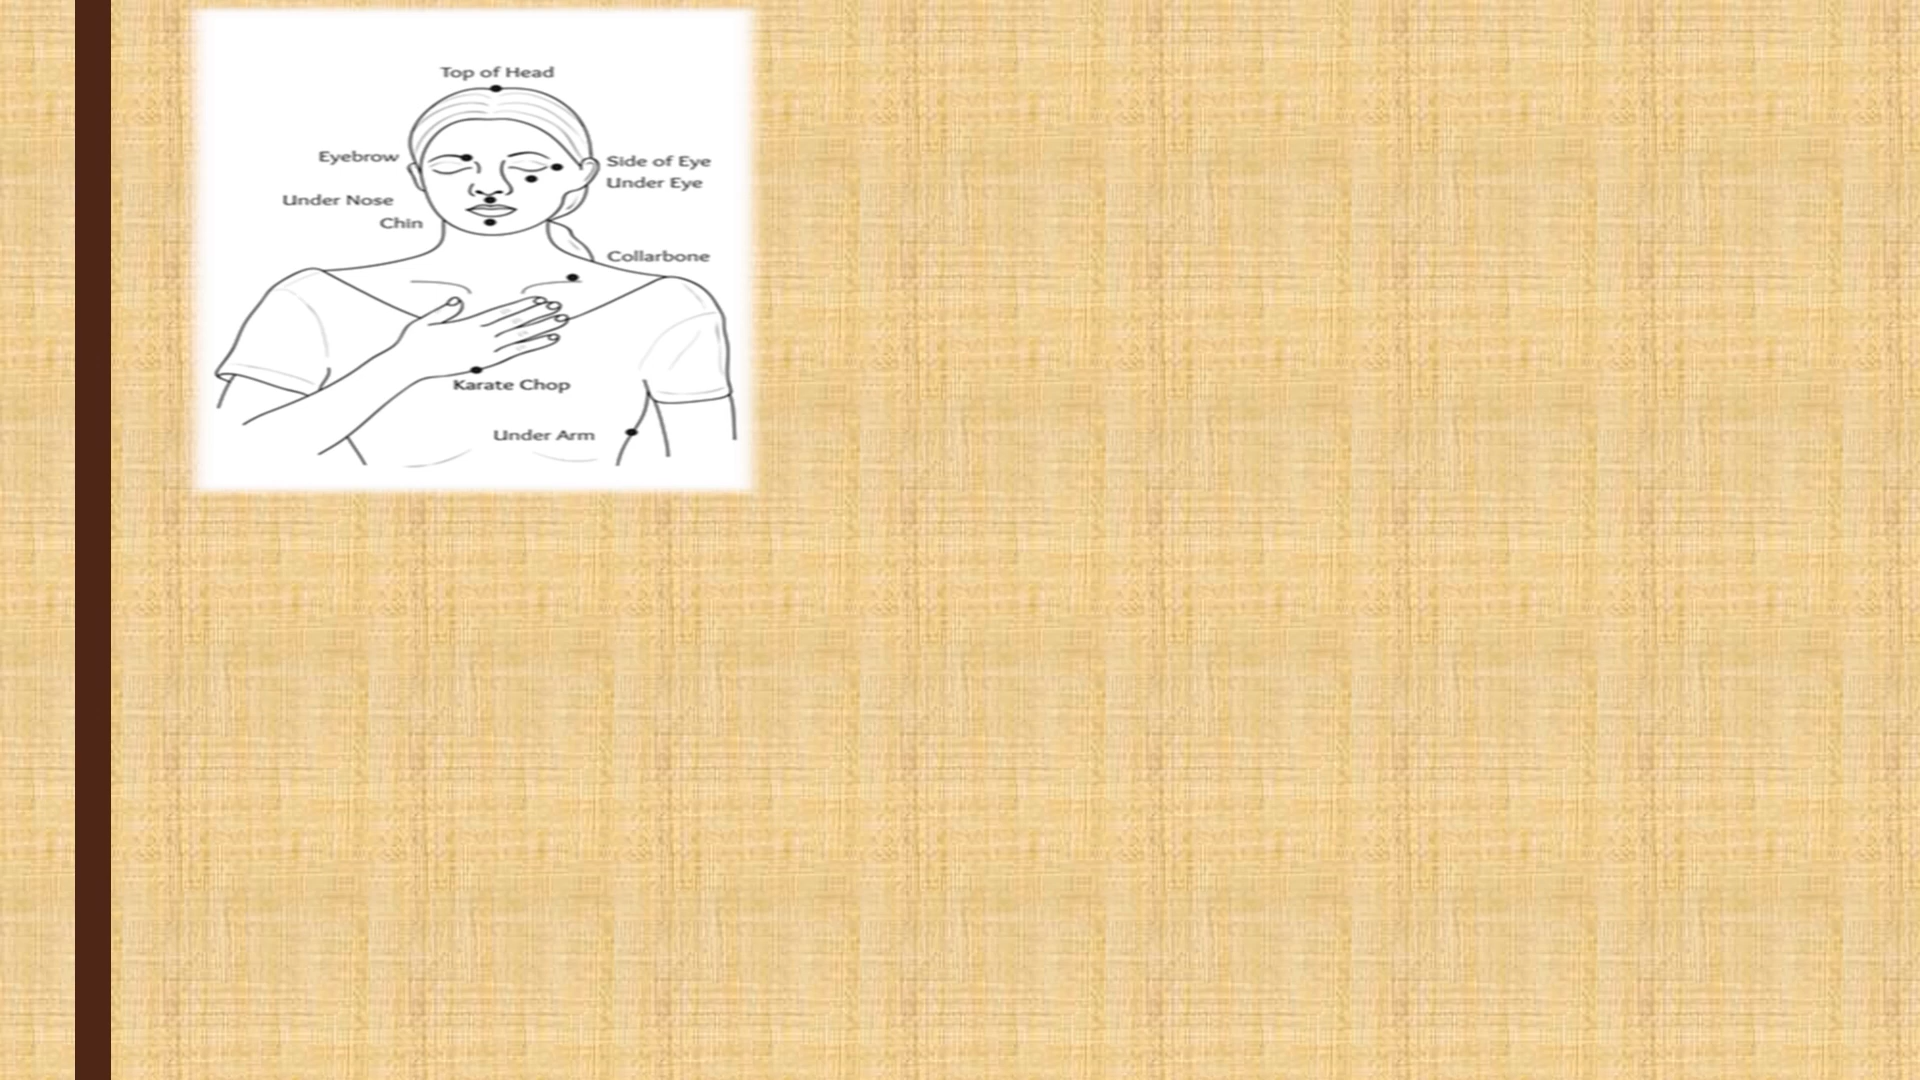 Top of Head
Eyebrow
Side of Eye
Under Eye
Under Nose
Chin
Collarbone
Karate Chop
Under Arm